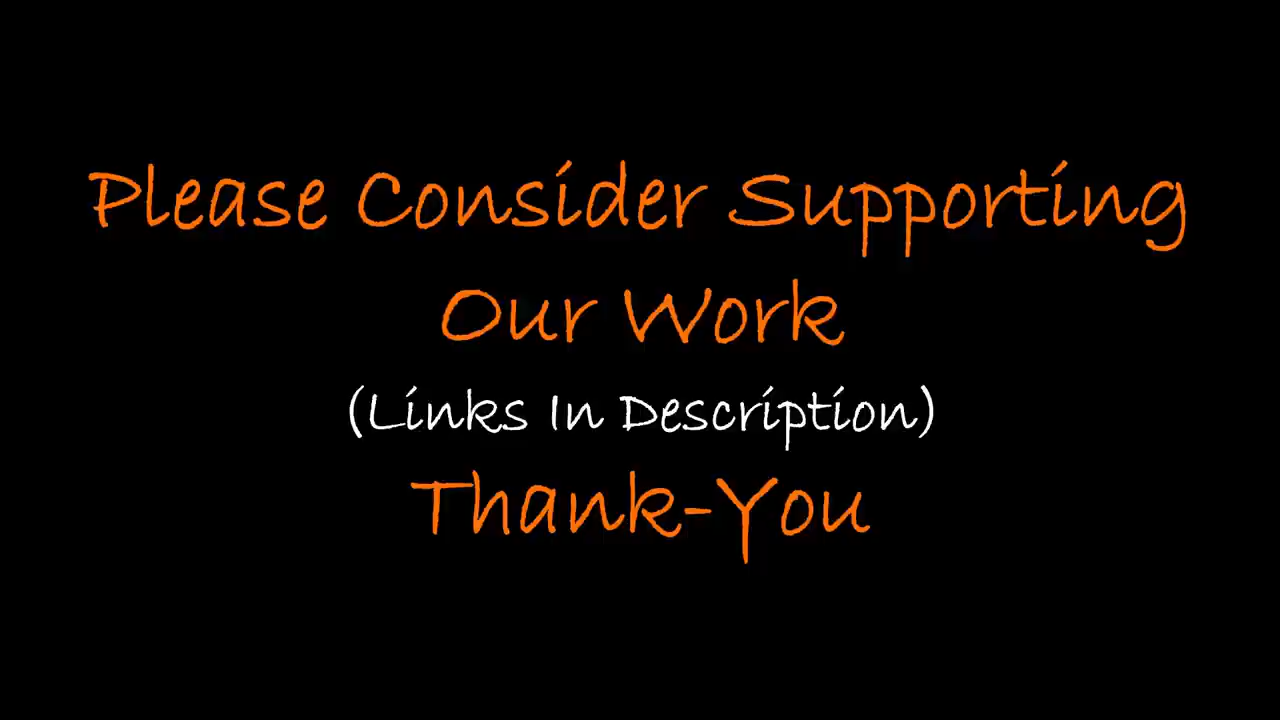 Please Consider Supporting
Our Work
(Links In Description)
Thank-You